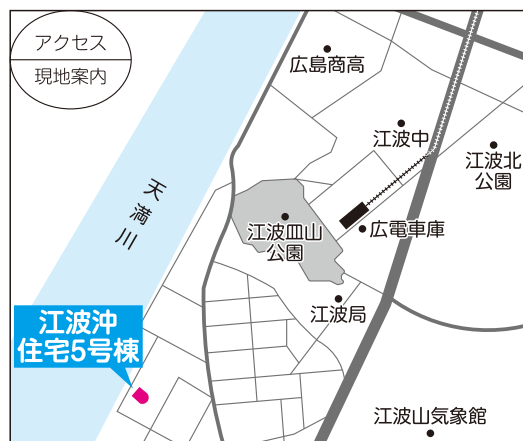 アクセス
現地案内
広島商高
江波中
江波北
公園
天満川
江波皿山
公園
広電車庫
江波局
江波沖
住宅5号棟
江波山気象館